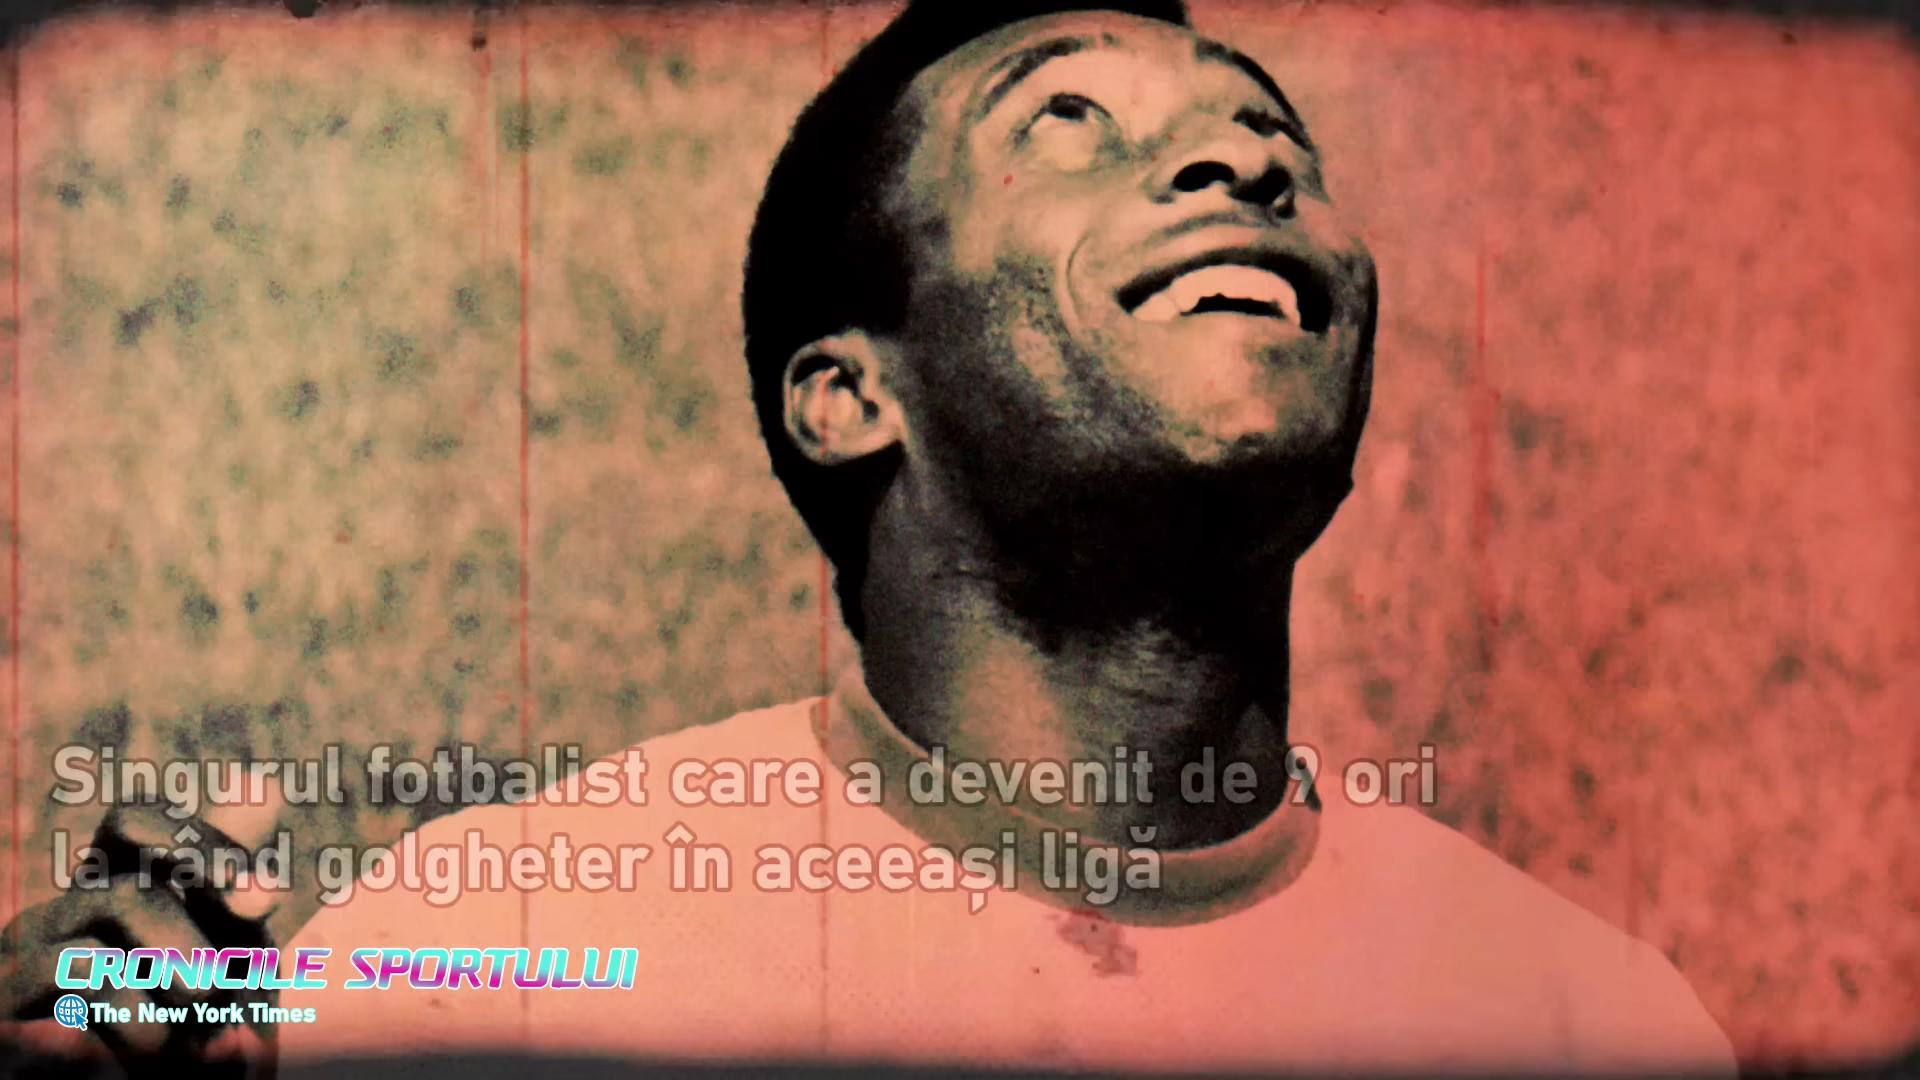 Singurul fotbalist care a devenit de 9 ori
la rând golgheter în aceeași ligă
CRONICILE SPORTULUI
The New York Times